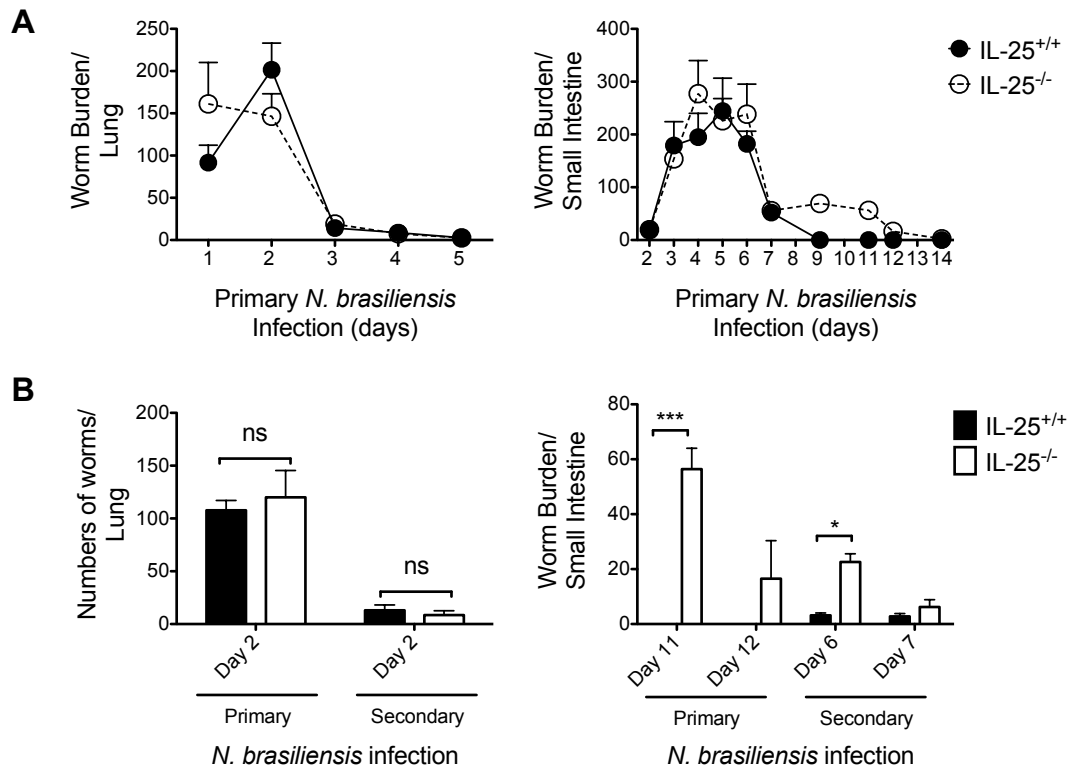 A
Worm Burden/
Lung
250
200
150
100
50
0
1 2 3 4 5
Primary N. brasiliensis
Infection (days)
Worm Burden/
Small Intestine
400
300
200
100
0
2 3 4 5 6 7 8 9 10 11 12 13 14
Primary N. brasiliensis
Infection (days)
IL-25+/+
IL-25-/-
B
Numbers of worms/
Lung
200
150
100
50
0
ns
ns
Day 2
Day 2
Primary
Secondary
N. brasiliensis infection
Worm Burden/
Small Intestine
80
60
40
20
0
***
*
Day 11
Day 12
Day 6
Day 7
Primary
Secondary
N. brasiliensis infection
IL-25+/+
IL-25-/-